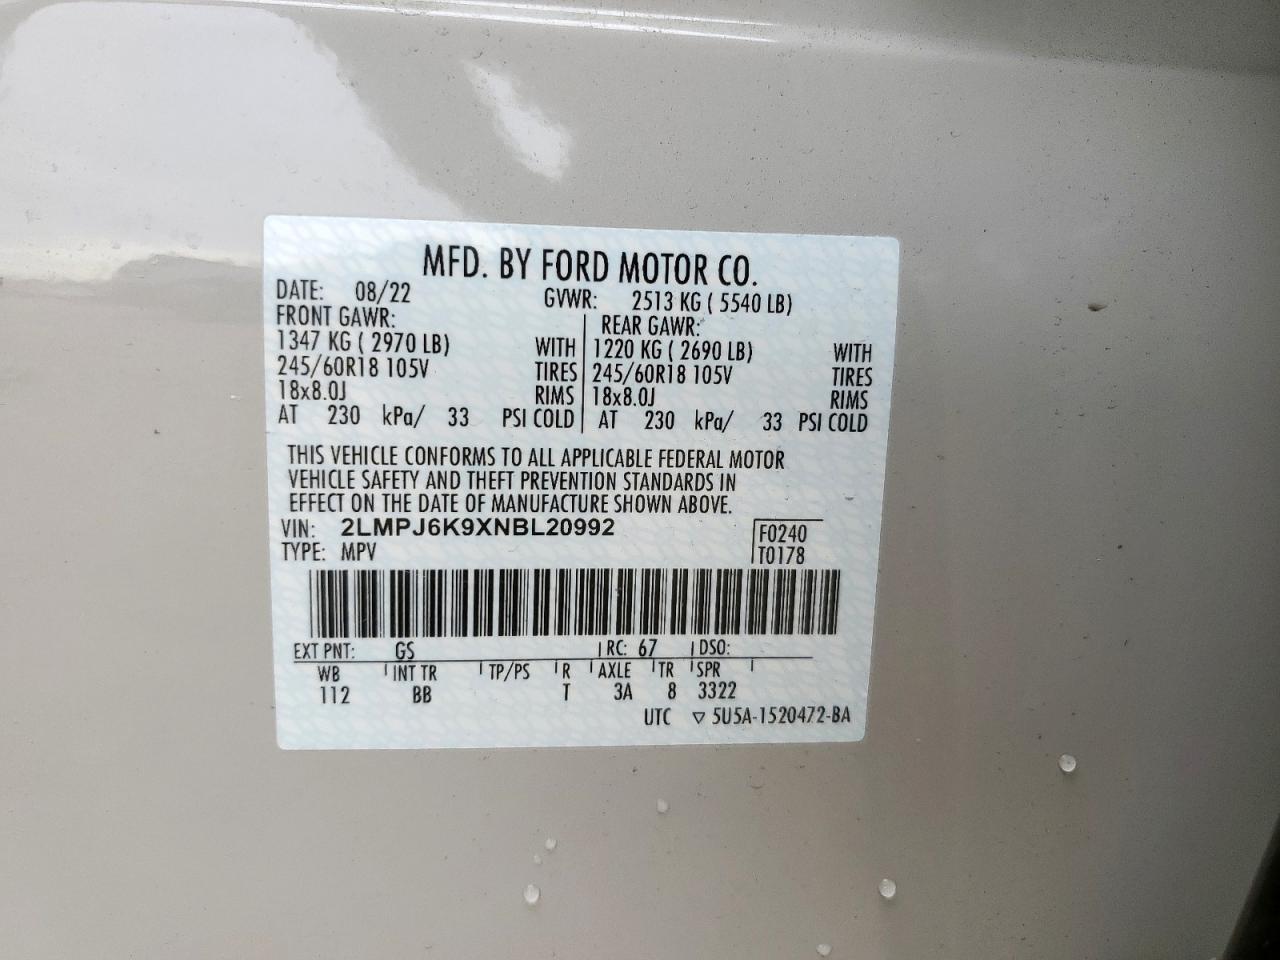 MFD. BY FORD MOTOR CO.
DATE: 08/22 GVWR: 2513 KG ( 5540 LB)
FRONT GAWR: REAR GAWR:
1347 KG ( 2970 LB) WITH 1220 KG ( 2690 LB) WITH
245/60R18 105V TIRES 245/60R18 105V TIRES
18x8.0J RIMS 18x8.0J RIMS
AT 230 kPa/ 33 PSI COLD AT 230 kPa/ 33 PSI COLD
THIS VEHICLE CONFORMS TO ALL APPLICABLE FEDERAL MOTOR
VEHICLE SAFETY AND THEFT PREVENTION STANDARDS IN
EFFECT ON THE DATE OF MANUFACTURE SHOWN ABOVE.
VIN: 2LMPJ6K9XNBL20992 F0240
TYPE: MPV T0178
EXT PNT: GS RC: 67 DSO:
WB INT TR TP/PS R AXLE TR SPR
112 BB T 3A 8 3322
UTC ▽ 5U5A-1520472-BA